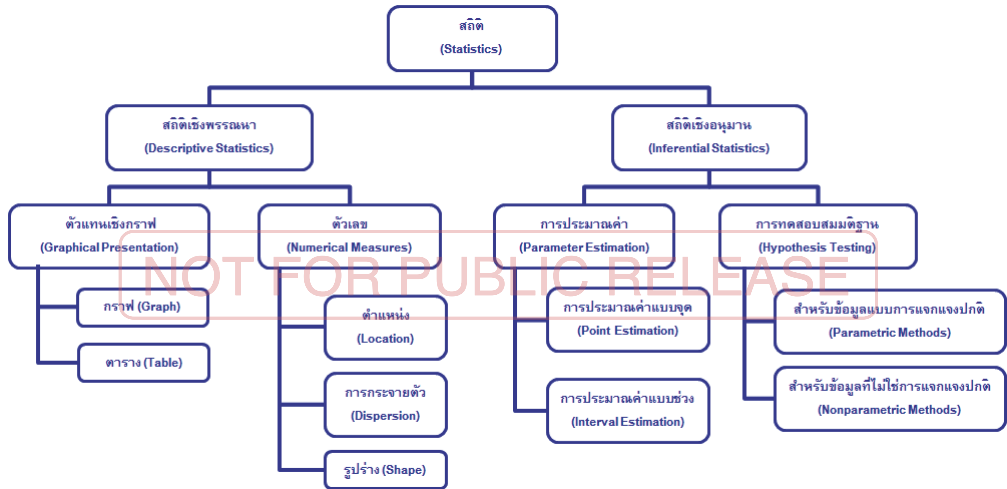 สถิติ
(Statistics)
สถิติเชิงพรรณนา
(Descriptive Statistics)
สถิติเชิงอนุมาน
(Inferential Statistics)
ตัวแทนเชิงกราฟ
(Graphical Presentation)
ตัวเลข
(Numerical Measures)
การประมาณค่า
(Parameter Estimation)
การทดสอบสมมติฐาน
(Hypothesis Testing)
NOT FOR PUBLIC RELEASE
กราฟ (Graph)
ตาราง (Table)
ตำแหน่ง
(Location)
การกระจายตัว
(Dispersion)
รูปร่าง (Shape)
การประมาณค่าแบบจุด
(Point Estimation)
การประมาณค่าแบบช่วง
(Interval Estimation)
สำหรับข้อมูลแบบการแจกแจงปกติ
(Parametric Methods)
สำหรับข้อมูลที่ไม่ใช่การแจกแจงปกติ
(Nonparametric Methods)